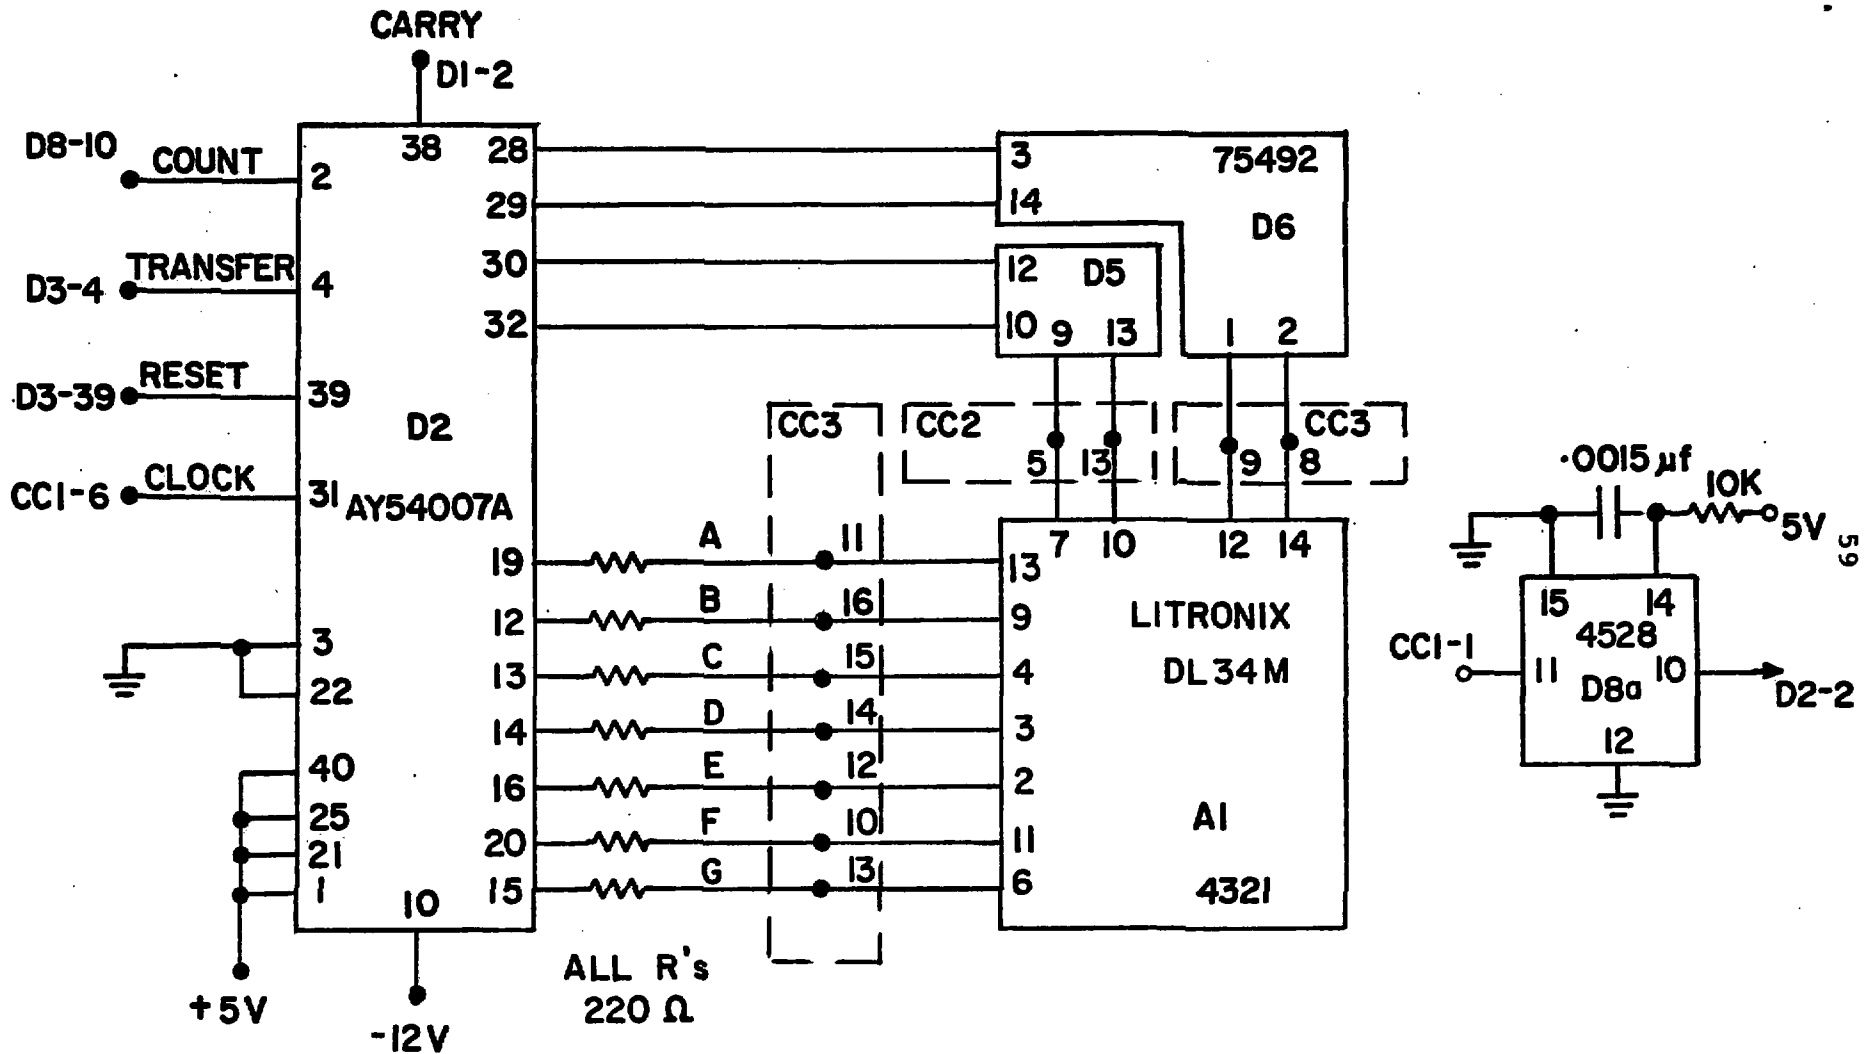 CARRY
D1-2
D8-10
COUNT
2
38
28
3
75492
29
14
D6
TRANSFER
D3-4
4
30
12
D5
32
10
9
13
1
2
RESET
D3-39
39
D2
CC3
CC2
CC3
5
13
9
8
CLOCK
CC1-6
31
AY54007A
.0015 µf
10K
5V
59
19
A
11
13
7
10
12
14
12
B
16
9
LITRONIX
15
14
4528
CC1-1
11
D8a
10
D2-2
12
3
13
C
15
4
DL34M
22
14
D
14
3
40
16
E
12
2
25
20
F
10
11
A1
21
1
10
15
G
13
6
4321
+5V
-12V
ALL R's
220 Ω